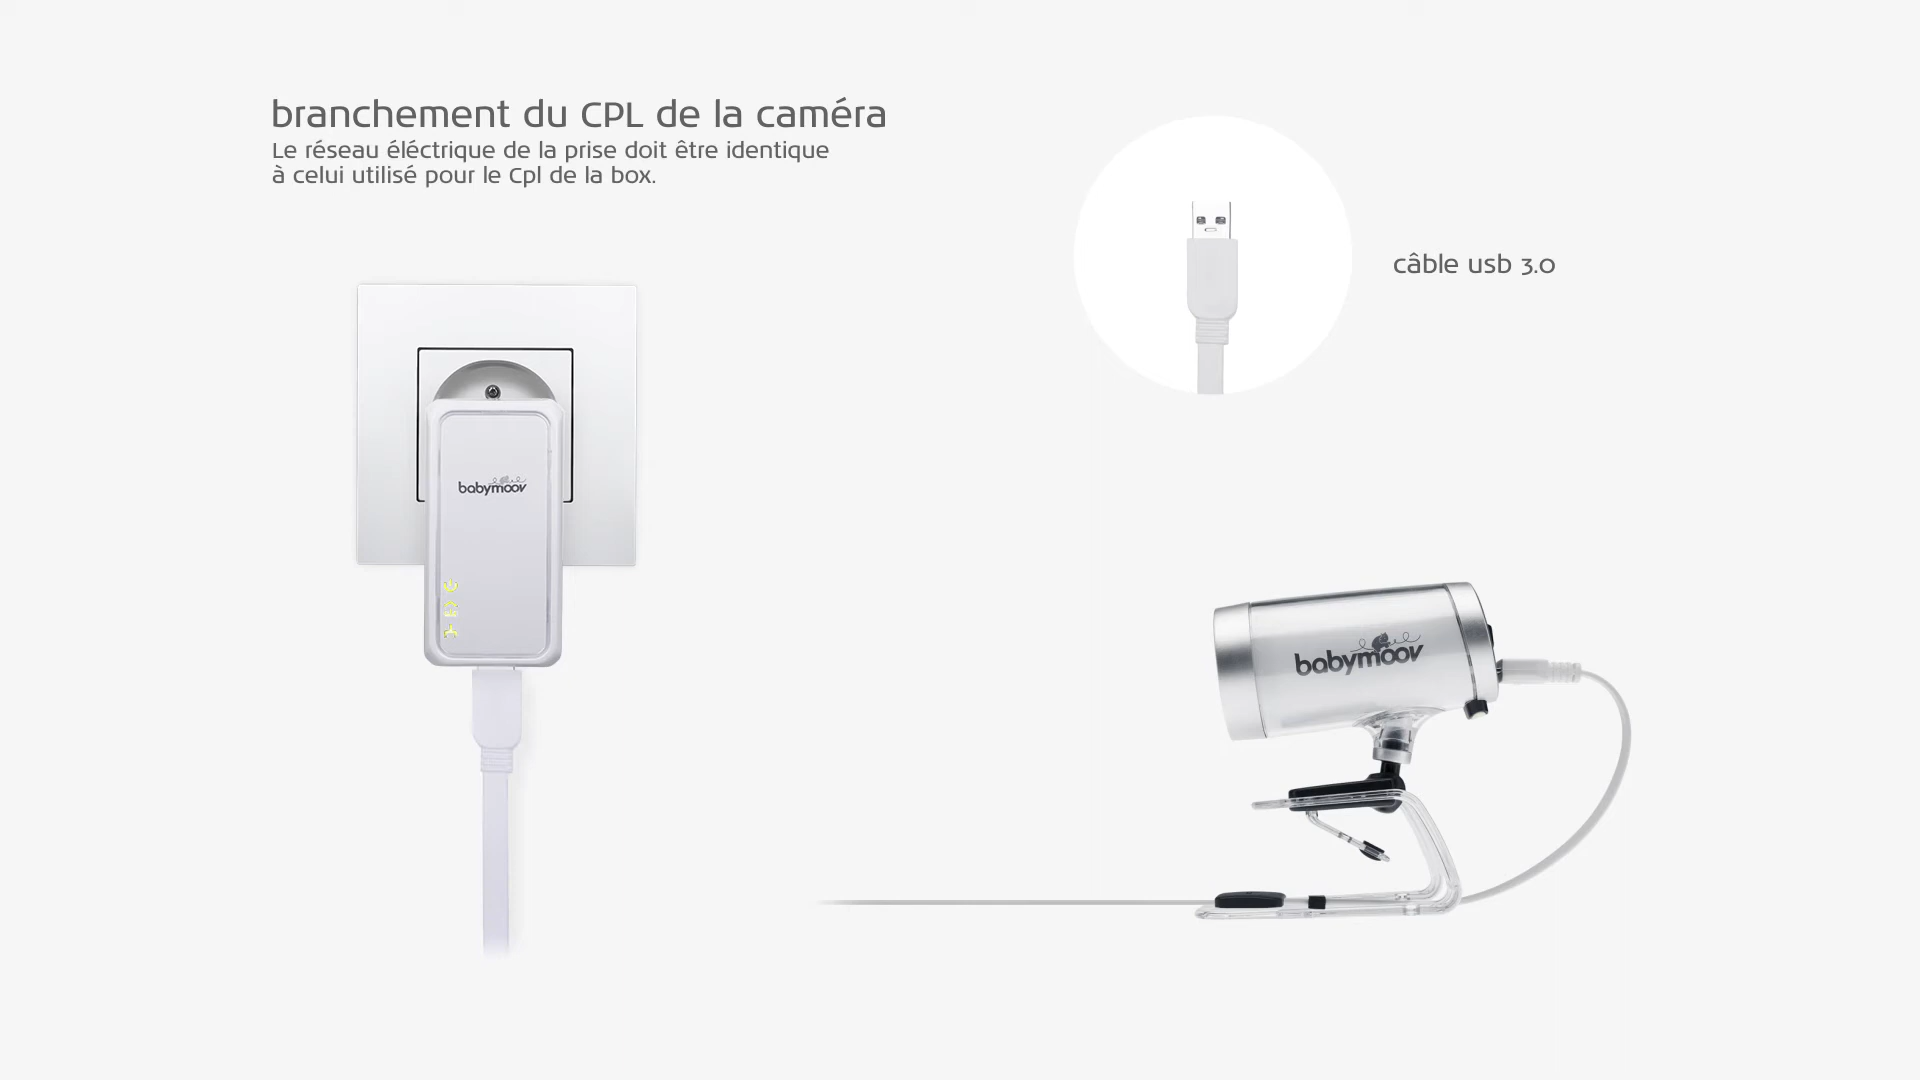 branchement du CPL de la caméra
Le réseau éléctrique de la prise doit être identique
à celui utilisé pour le Cpl de la box.
câble usb 3.0
babymoov
babymoov